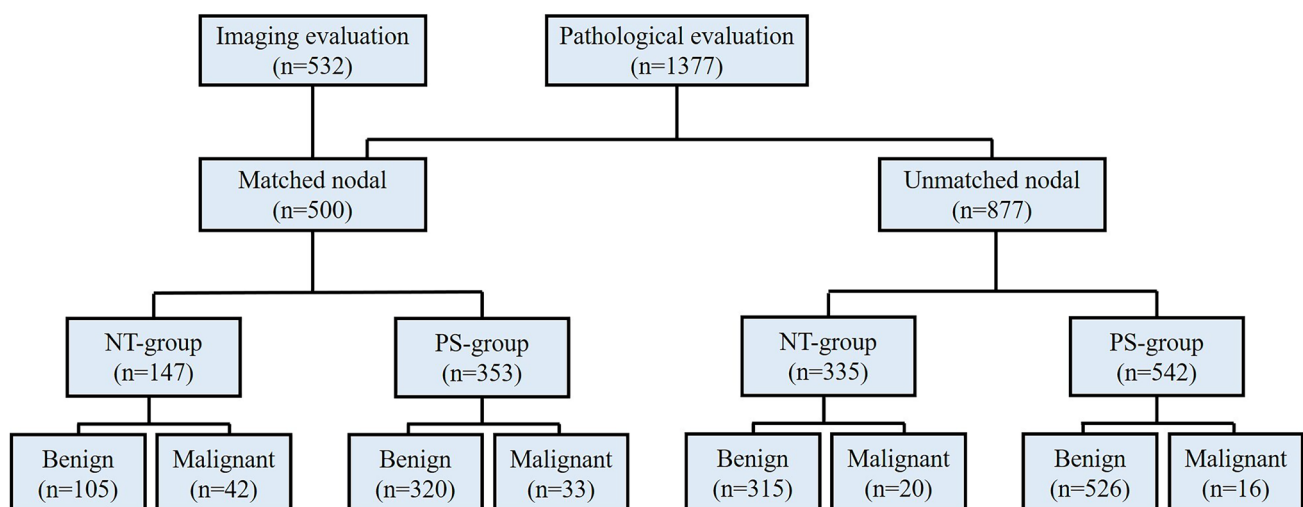 Imaging evaluation
(n=532)
Pathological evaluation
(n=1377)
Matched nodal
(n=500)
Unmatched nodal
(n=877)
NT-group
(n=147)
PS-group
(n=353)
NT-group
(n=335)
PS-group
(n=542)
Benign
(n=105)
Malignant
(n=42)
Benign
(n=320)
Malignant
(n=33)
Benign
(n=315)
Malignant
(n=20)
Benign
(n=526)
Malignant
(n=16)